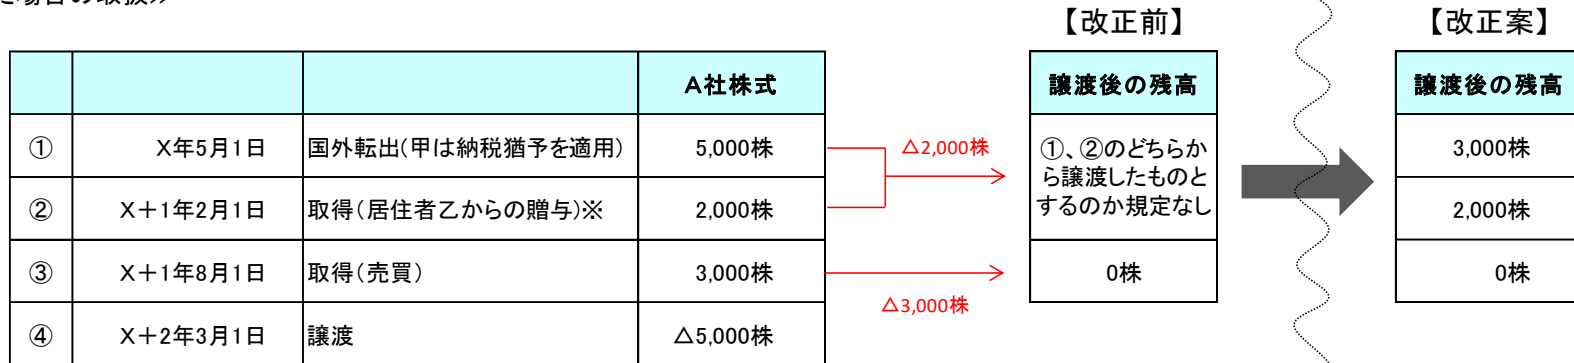 【改正前】
【改正案】
A社株式
譲渡後の残高
譲渡後の残高
① X年5月1日 国外転出(甲は納税猶予を適用) 5,000株
△2,000株
①、②のどちらか
ら譲渡したものと
するのか規定なし
3,000株
② X+1年2月1日 取得(居住者乙からの贈与)※ 2,000株
2,000株
③ X+1年8月1日 取得(売買) 3,000株
△3,000株
0株
0株
④ X+2年3月1日 譲渡 △5,000株